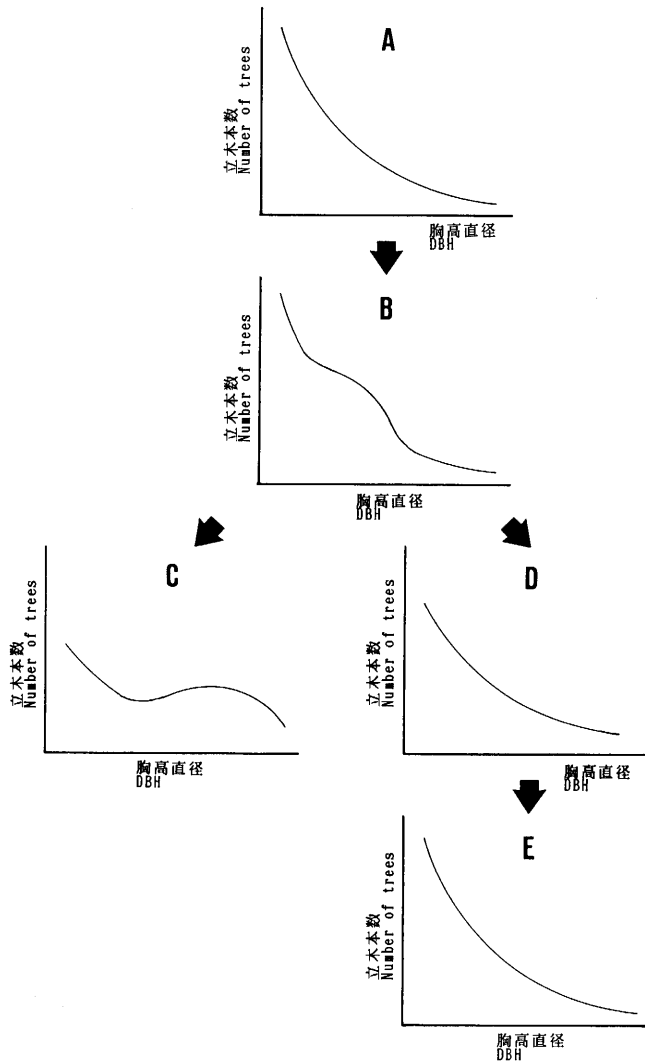 A
立木本数
Number of trees
胸高直径
DBH
B
立木本数
Number of trees
胸高直径
DBH
C
立木本数
Number of trees
胸高直径
DBH
D
立木本数
Number of trees
胸高直径
DBH
E
立木本数
Number of trees
胸高直径
DBH